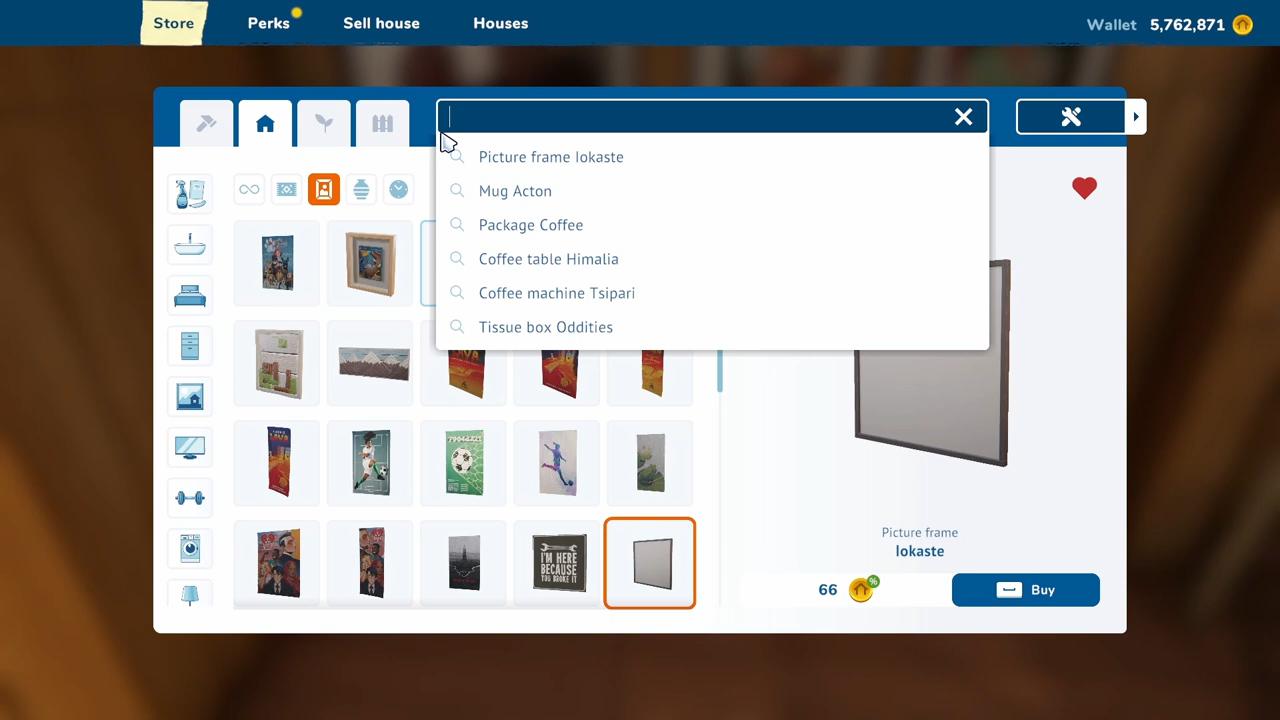 Store
Perks
Sell house
Houses
Wallet 5,762,871
Picture frame Iokaste
Mug Acton
Package Coffee
Coffee table Himalia
Coffee machine Tsipari
Tissue box Oddities
I'M HERE
BECAUSE
YOU BROKE IT
Picture frame
Iokaste
66
%
Buy